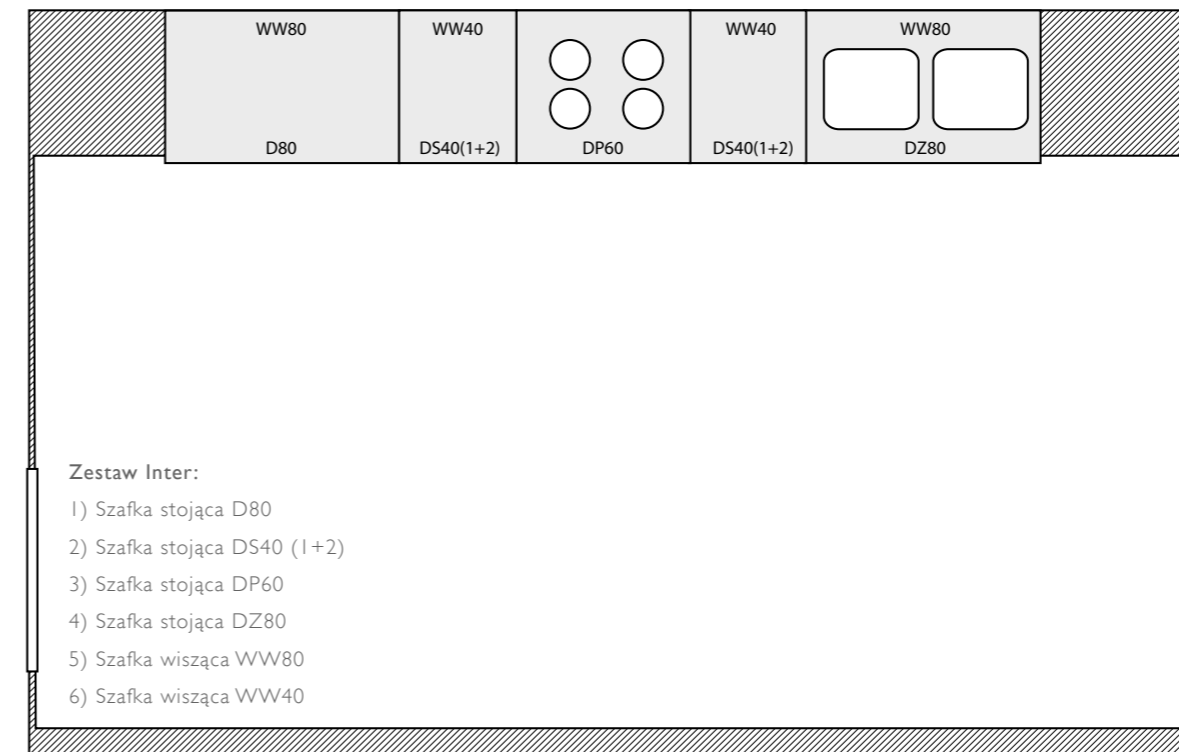 WW80 WW40 WW40 WW80
D80 DS40(1+2) DP60 DS40(1+2) DZ80
Zestaw Inter:
1) Szafka stojąca D80
2) Szafka stojąca DS40 (1+2)
3) Szafka stojąca DP60
4) Szafka stojąca DZ80
5) Szafka wisząca WW80
6) Szafka wisząca WW40